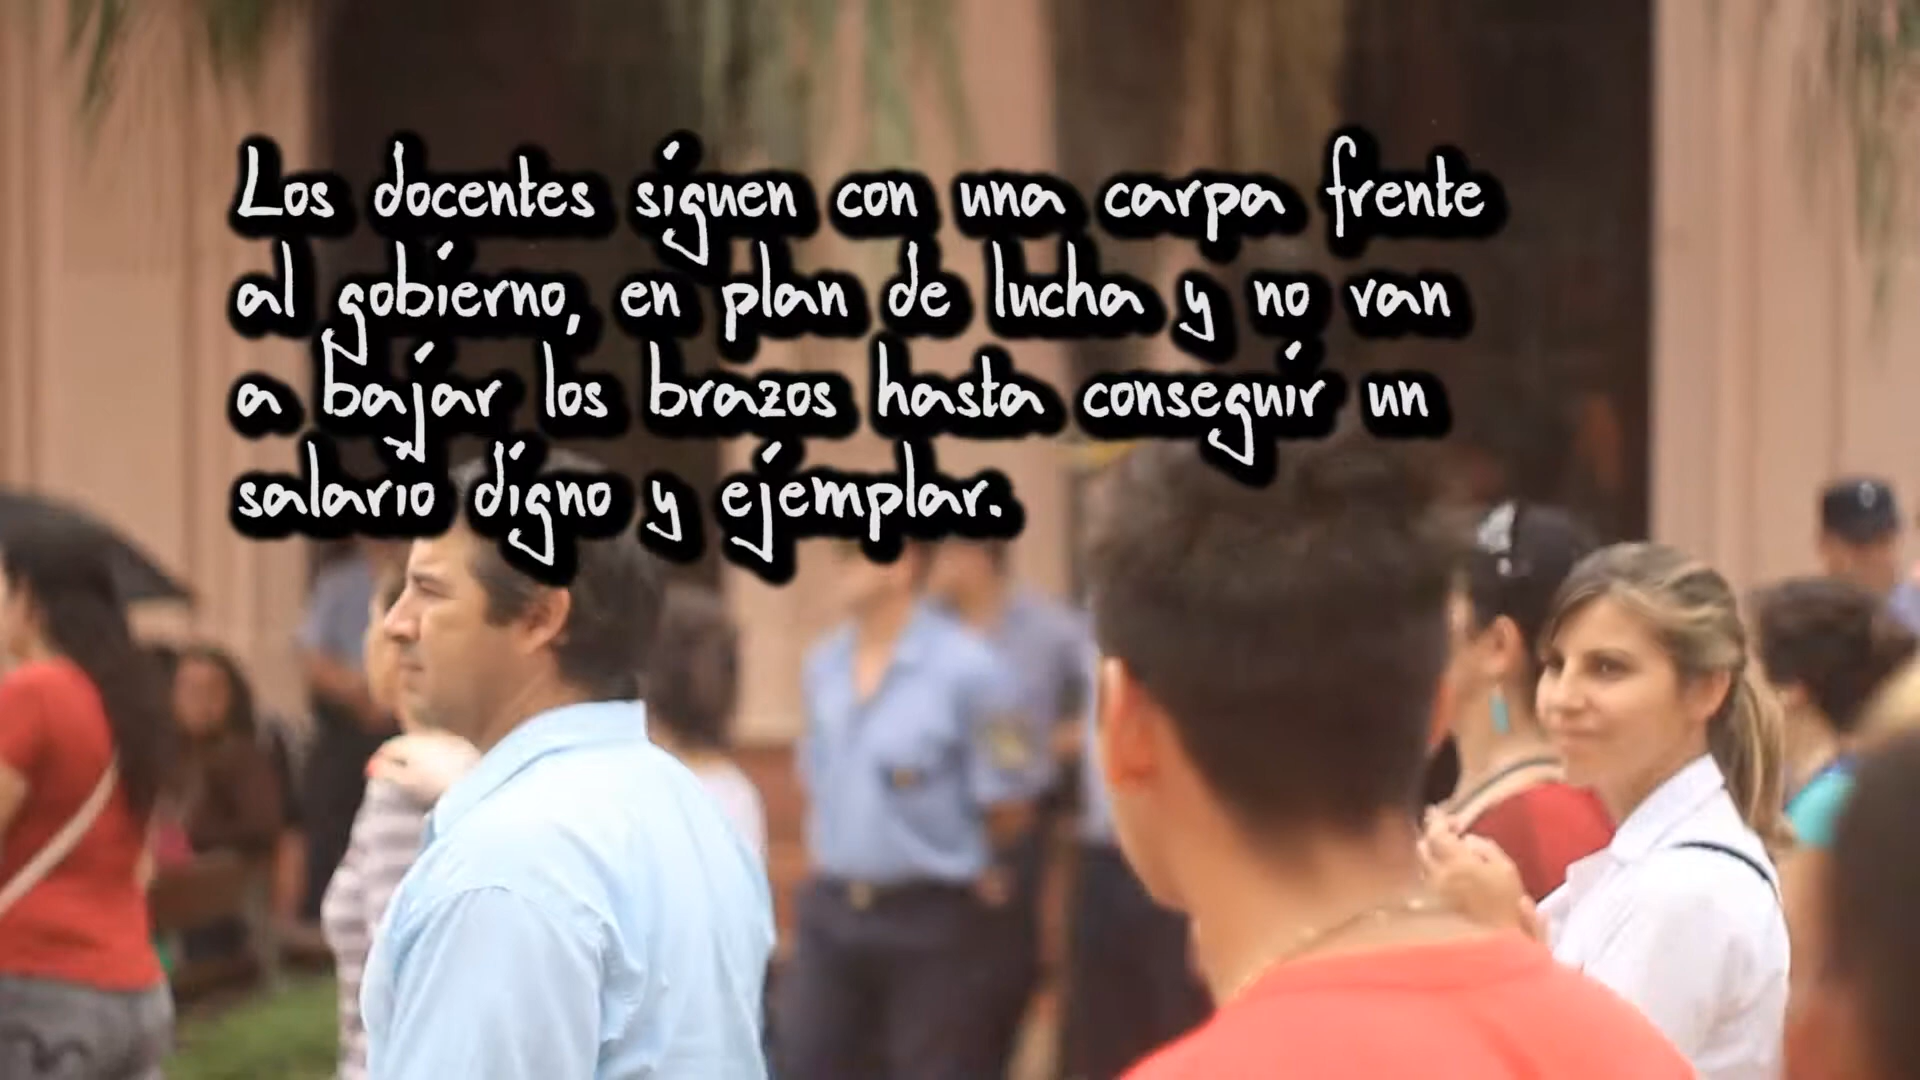 Los docentes siguen con una carpa frente
al gobierno, en plan de lucha y no van
a bajar los brazos hasta conseguir un
salario digno y ejemplar.